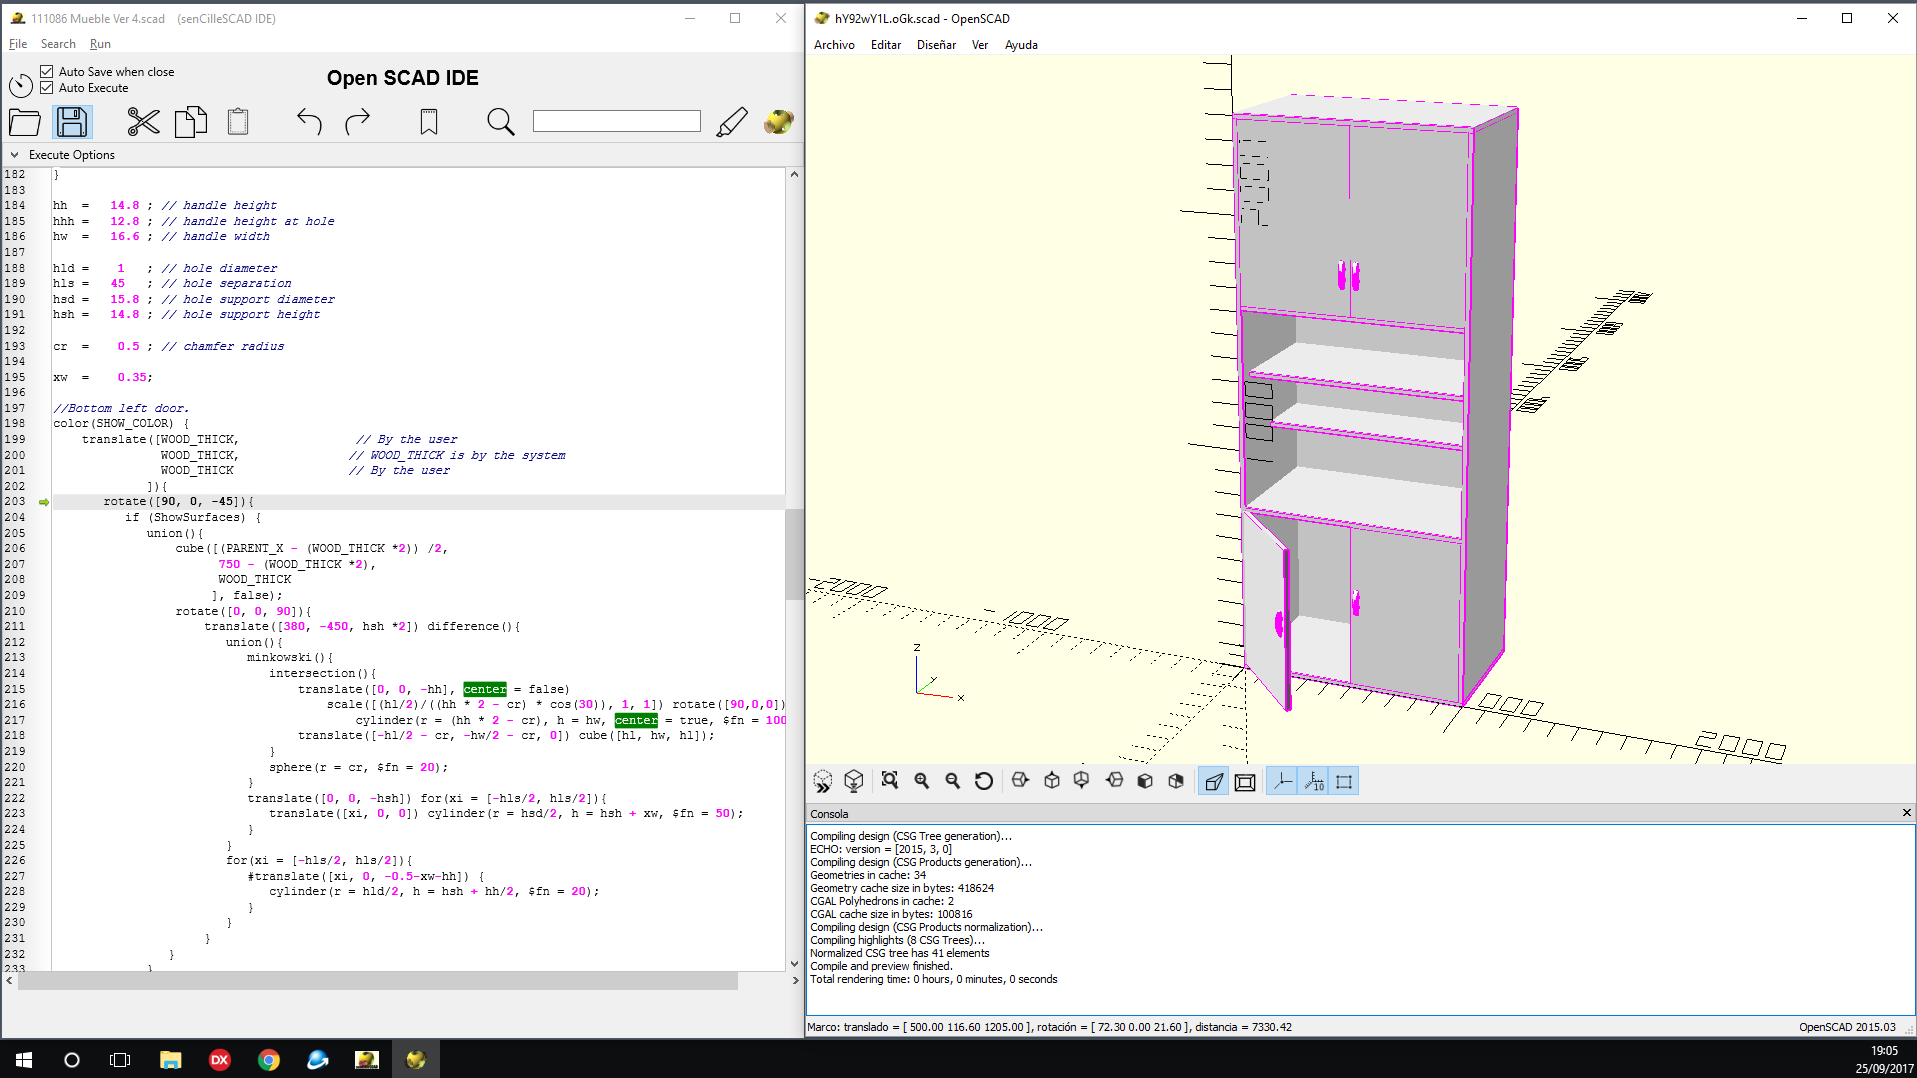 111086 Mueble Ver 4.scad    (senCilleSCAD IDE)
File   Search   Run
Auto Save when close
Auto Execute
Open SCAD IDE
Execute Options
182 }
183
184 hh  =   14.8 ; // handle height
185 hhh =   12.8 ; // handle height at hole
186 hw  =   16.6 ; // handle width
187
188 hld =    1   ; // hole diameter
189 hls =   45   ; // hole separation
190 hsd =   15.8 ; // hole support diameter
191 hsh =   14.8 ; // hole support height
192
193 cr  =    0.5 ; // chamfer radius
194
195 xw  =    0.35;
196
197 //Bottom left door.
198 color(SHOW_COLOR) {
199     translate([WOOD_THICK,                // By the user
200                WOOD_THICK,               // WOOD_THICK is by the system
201                WOOD_THICK                // By the user
202              ]){
203        rotate([90, 0, -45]){
204           if (ShowSurfaces) {
205              union(){
206                  cube([(PARENT_X - (WOOD_THICK *2)) /2,
207                        750 - (WOOD_THICK *2),
208                        WOOD_THICK
209                       ], false);
210                  rotate([0, 0, 90]){
211                      translate([380, -450, hsh *2]) difference(){
212                         union(){
213                            minkowski(){
214                               intersection(){
215                                   translate([0, 0, -hh], center = false)
216                                       scale([(hl/2)/((hh * 2 - cr) * cos(30)), 1, 1]) rotate([90,0,0])
217                                           cylinder(r = (hh * 2 - cr), h = hw, center = true, $fn = 100
218                                   translate([-hl/2 - cr, -hw/2 - cr, 0]) cube([hl, hw, hl]);
219                               }
220                               sphere(r = cr, $fn = 20);
221                            }
222                            translate([0, 0, -hsh]) for(xi = [-hls/2, hls/2]){
223                               translate([xi, 0, 0]) cylinder(r = hsd/2, h = hsh + xw, $fn = 50);
224                            }
225                         }
226                         for(xi = [-hls/2, hls/2]){
227                            #translate([xi, 0, -0.5-xw-hh]) {
228                               cylinder(r = hld/2, h = hsh + hh/2, $fn = 20);
229                            }
230                         }
231                      }
232                 }
233              }
hY92wY1L.oGk.scad - OpenSCAD
Archivo   Editar   Diseñar   Ver   Ayuda
2000
1000
1000
2000
z
y
x
10
Consola
Compiling design (CSG Tree generation)...
ECHO: version = [2015, 3, 0]
Compiling design (CSG Products generation)...
Geometries in cache: 34
Geometry cache size in bytes: 418624
CGAL Polyhedrons in cache: 2
CGAL cache size in bytes: 100816
Compiling design (CSG Products normalization)...
Compiling highlights (8 CSG Trees)...
Normalized CSG tree has 41 elements
Compile and preview finished.
Total rendering time: 0 hours, 0 minutes, 0 seconds
Marco: translado = [ 500.00 116.60 1205.00 ], rotación = [ 72.30 0.00 21.60 ], distancia = 7330.42
OpenSCAD 2015.03
DX
19:05
25/09/2017